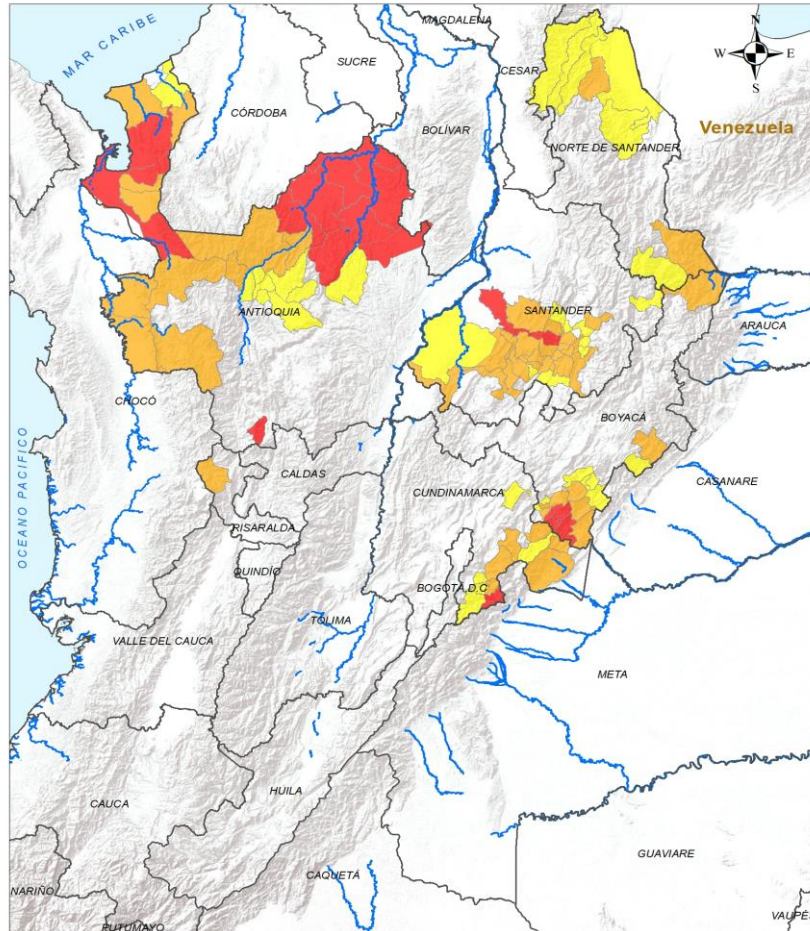 MAGDALENA
N
W E
S
MAR CARIBE
SUCRE
CESAR
CÓRDOBA
BOLÍVAR
Venezuela
NORTE DE SANTANDER
ANTIOQUIA
SANTANDER
ARAUCA
CHOCÓ
BOYACÁ
CALDAS
CASANARE
CUNDINAMARCA
OCEANO PACIFICO
RISARALDA
QUINDÍO
BOGOTÁ, D.C
TOLIMA
VALLE DEL CAUCA
META
HUILA
CAUCA
GUAVIARE
CAQUETÁ
NARIÑO
PUTUMAYO
VAUPÉS